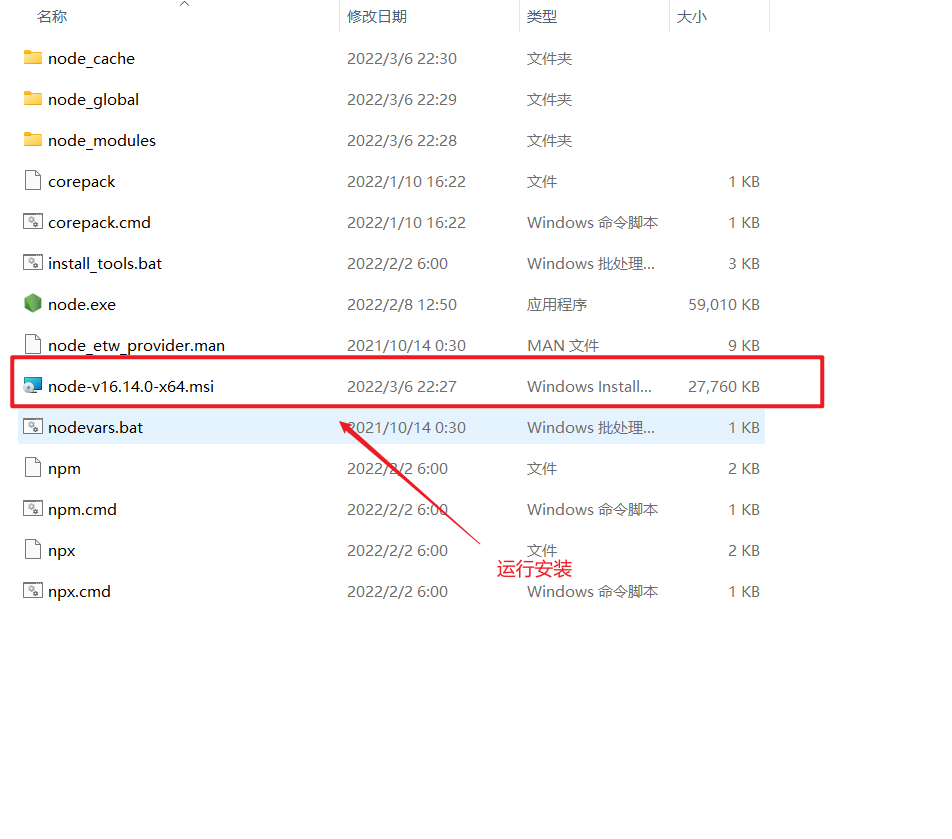 名称 修改日期 类型 大小
node_cache 2022/3/6 22:30 文件夹
node_global 2022/3/6 22:29 文件夹
node_modules 2022/3/6 22:28 文件夹
corepack 2022/1/10 16:22 文件 1 KB
corepack.cmd 2022/1/10 16:22 Windows 命令脚本 1 KB
install_tools.bat 2022/2/2 6:00 Windows 批处理... 3 KB
node.exe 2022/2/8 12:50 应用程序 59,010 KB
node_etw_provider.man 2021/10/14 0:30 MAN 文件 9 KB
node-v16.14.0-x64.msi 2022/3/6 22:27 Windows Install... 27,760 KB
nodevars.bat 2021/10/14 0:30 Windows 批处理... 1 KB
npm 2022/2/2 6:00 文件 2 KB
npm.cmd 2022/2/2 6:00 Windows 命令脚本 1 KB
npx 2022/2/2 6:00 文件 2 KB
运行安装
npx.cmd 2022/2/2 6:00 Windows 命令脚本 1 KB